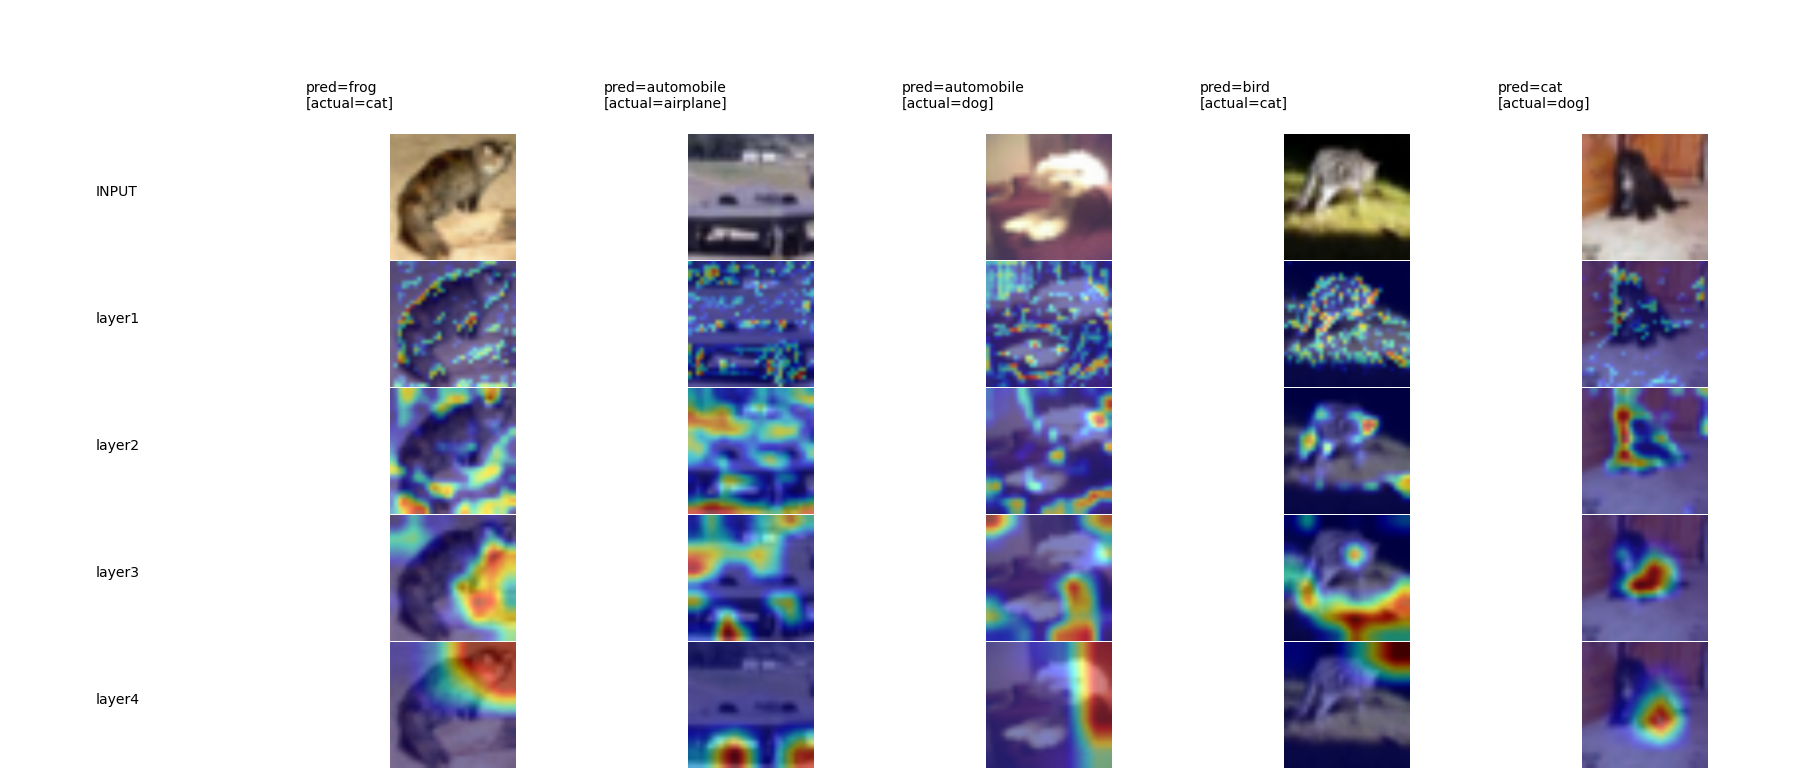 pred=frog
[actual=cat]
pred=automobile
[actual=airplane]
pred=automobile
[actual=dog]
pred=bird
[actual=cat]
pred=cat
[actual=dog]
INPUT
layer1
layer2
layer3
layer4